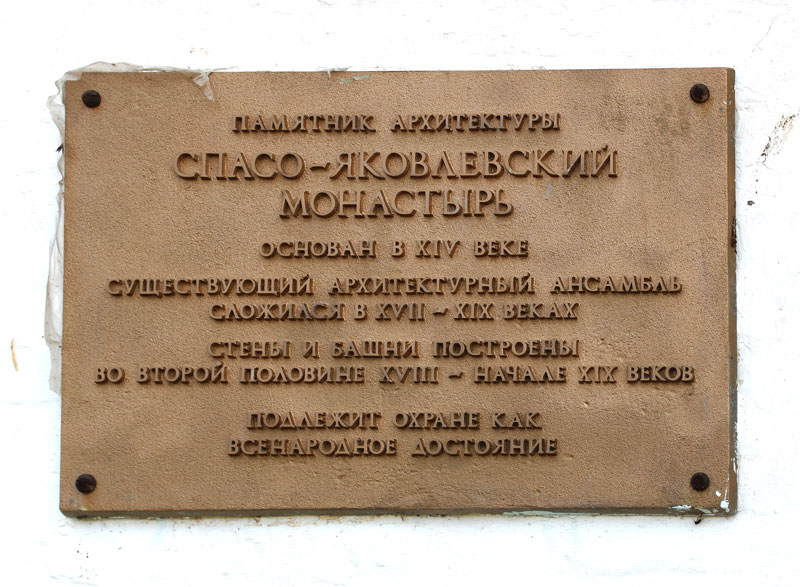 ПАМЯТНИК АРХИТЕКТУРЫ
СПАСО-ЯКОВЛЕВСКИЙ
МОНАСТЫРЬ
ОСНОВАН В XIV ВЕКЕ
СУЩЕСТВУЮЩИЙ АРХИТЕКТУРНЫЙ АНСАМБЛЬ
СЛОЖИЛСЯ В XVII - XIX ВЕКАХ
СТЕНЫ И БАШНИ ПОСТРОЕНЫ
ВО ВТОРОЙ ПОЛОВИНЕ XVIII - НАЧАЛЕ XIX ВЕКОВ
ПОДЛЕЖИТ ОХРАНЕ КАК
ВСЕНАРОДНОЕ ДОСТОЯНИЕ